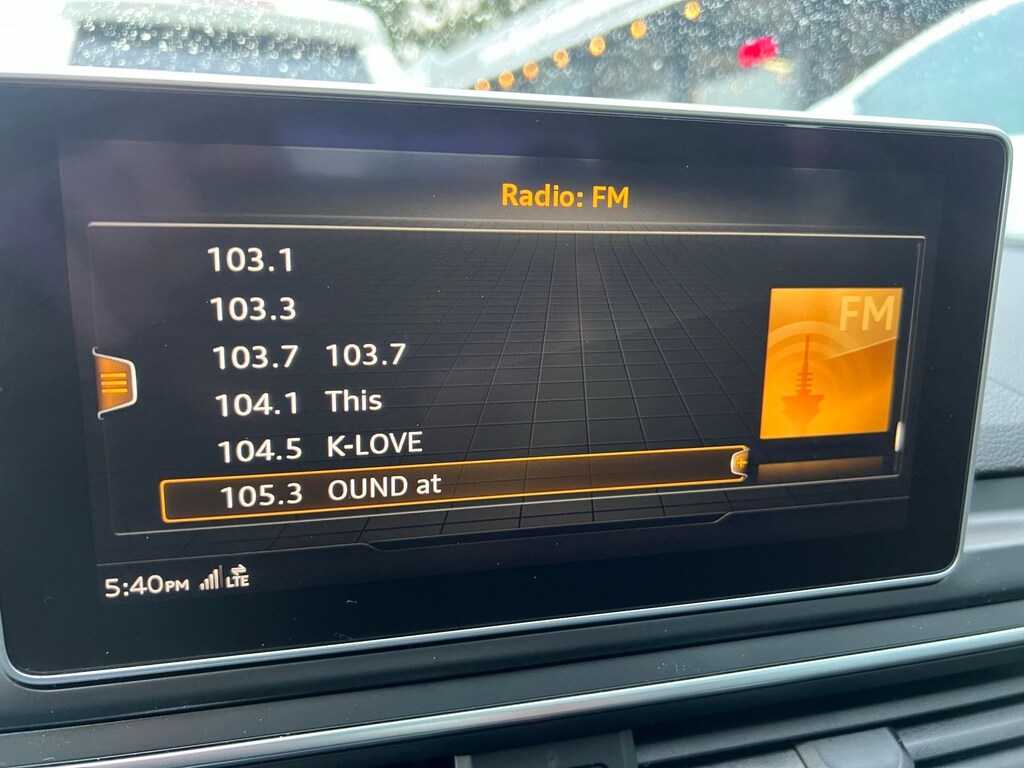 Radio: FM
103.1
103.3
FM
103.7 103.7
104.1 This
104.5 K-LOVE
105.3 OUND at
5:40PM LTE